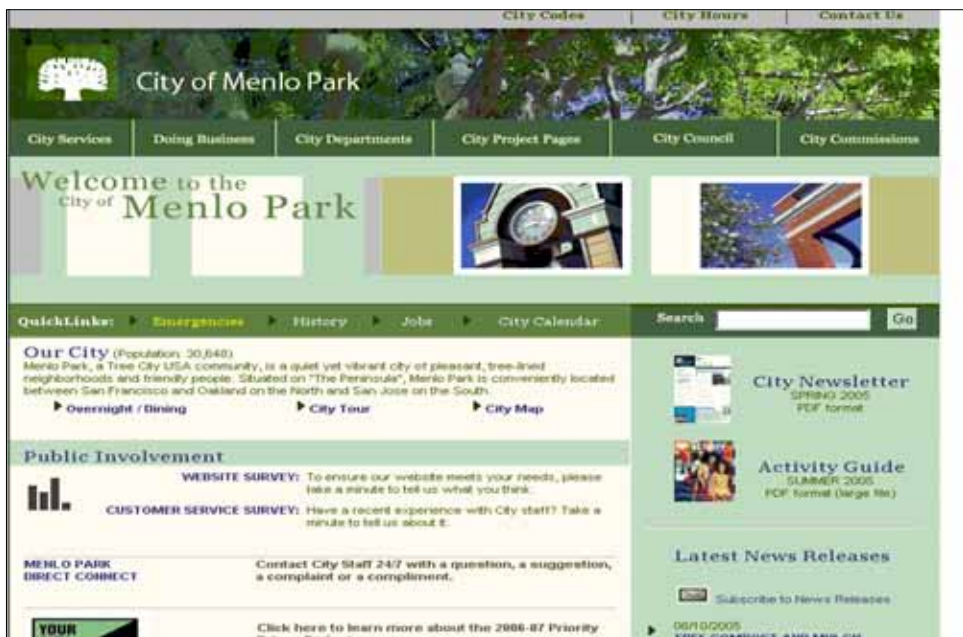 City Codes | City Hours | Contact Us
City of Menlo Park
City Services Doing Business City Departments City Project Pages City Council City Commissions
Welcome to the
City of Menlo Park
QuickLinks: Emergencies History Jobs City Calendar
Search Go
Our City (Population: 30,648)
Menlo Park, a Tree City USA community, is a quiet yet vibrant city of pleasant, tree-lined
neighborhoods and friendly people. Situated on "The Peninsula", Menlo Park is conveniently located
between San Francisco and Oakland on the North and San Jose on the South.
Overnight / Dining City Tour City Map
City Newsletter
SPRING 2005
PDF format
Public Involvement
WEBSITE SURVEY: To ensure our website meets your needs, please
take a minute to tell us what you think.
CUSTOMER SERVICE SURVEY: Have a recent experience with City staff? Take a
minute to tell us about it.
Activity Guide
SUMMER 2005
PDF format (large file)
MENLO PARK
DIRECT CONNECT
Contact City Staff 24/7 with a question, a suggestion,
a complaint or a compliment.
Latest News Releases
Subscribe to News Releases
YOUR
Click here to learn more about the 2006-07 Priority
06/10/2005
FREE COMPOST AND MULCH